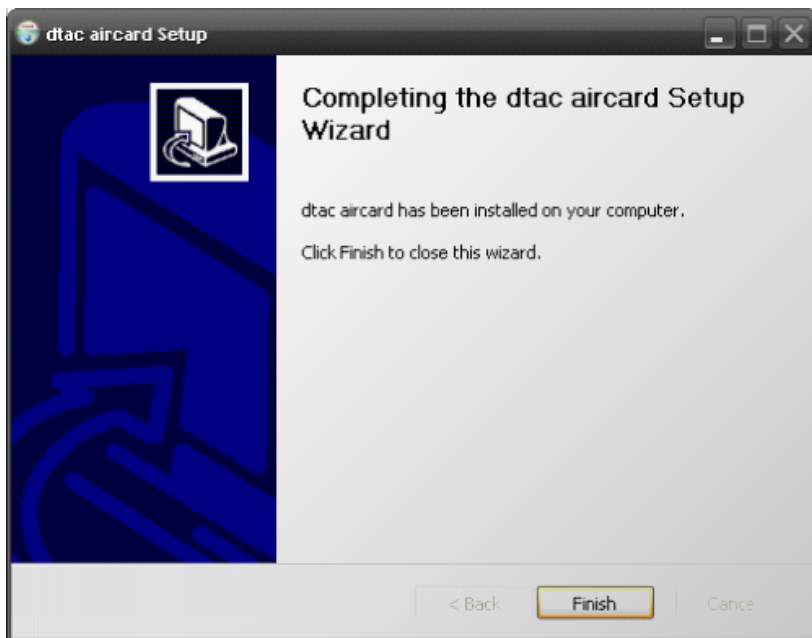 dtac aircard Setup
Completing the dtac aircard Setup
Wizard
dtac aircard has been installed on your computer.
Click Finish to close this wizard.
< Back
Finish
Cancel